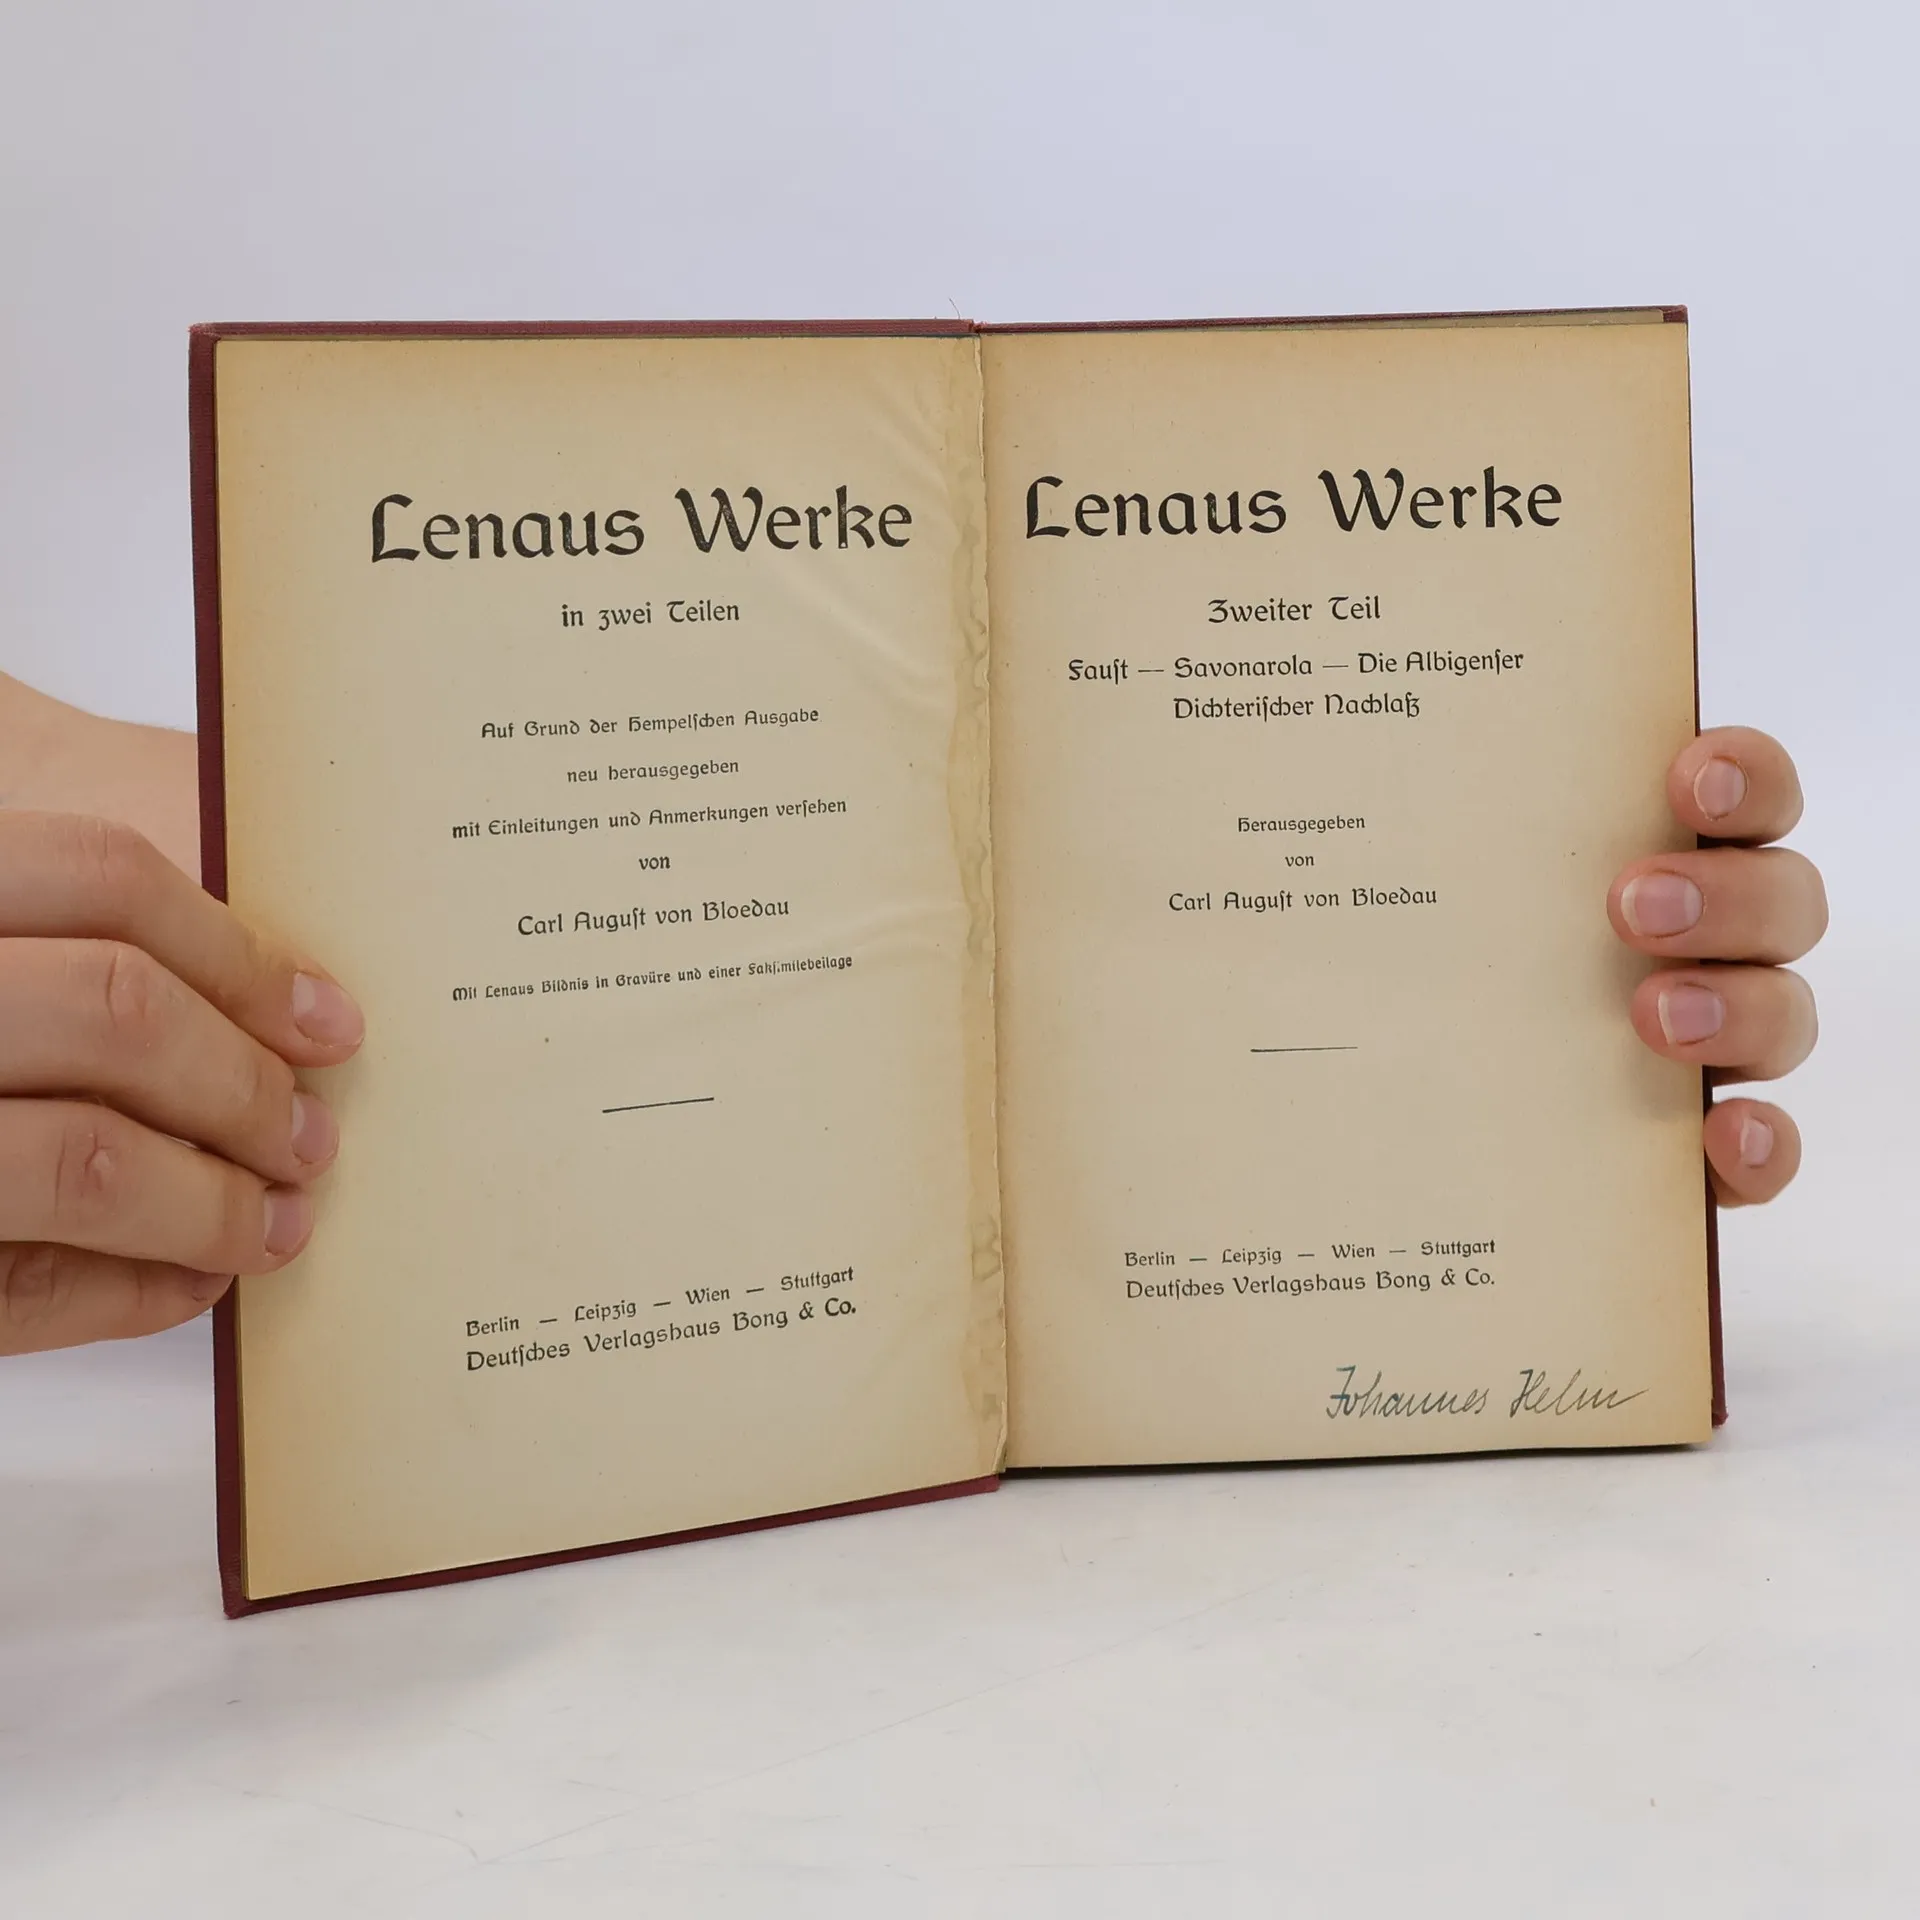 Lenaus Werke
in zwei Teilen
Auf Grund der Hempelſchen Ausgabe
neu herausgegeben
mit Einleitungen und Anmerkungen verſehen
von
Carl Auguſt von Bloedau
Mit Lenaus Bildnis in Gravüre und einer Fakſimilebeilage
Berlin — Leipzig — Wien — Stuttgart
Deutſches Verlagshaus Bong & Co.
Lenaus Werke
Zweiter Teil
Fauſt — Savonarola — Die Albigenſer
Dichteriſcher Nachlaß
Herausgegeben
von
Carl Auguſt von Bloedau
Berlin — Leipzig — Wien — Stuttgart
Deutſches Verlagshaus Bong & Co.
Johannes Helm